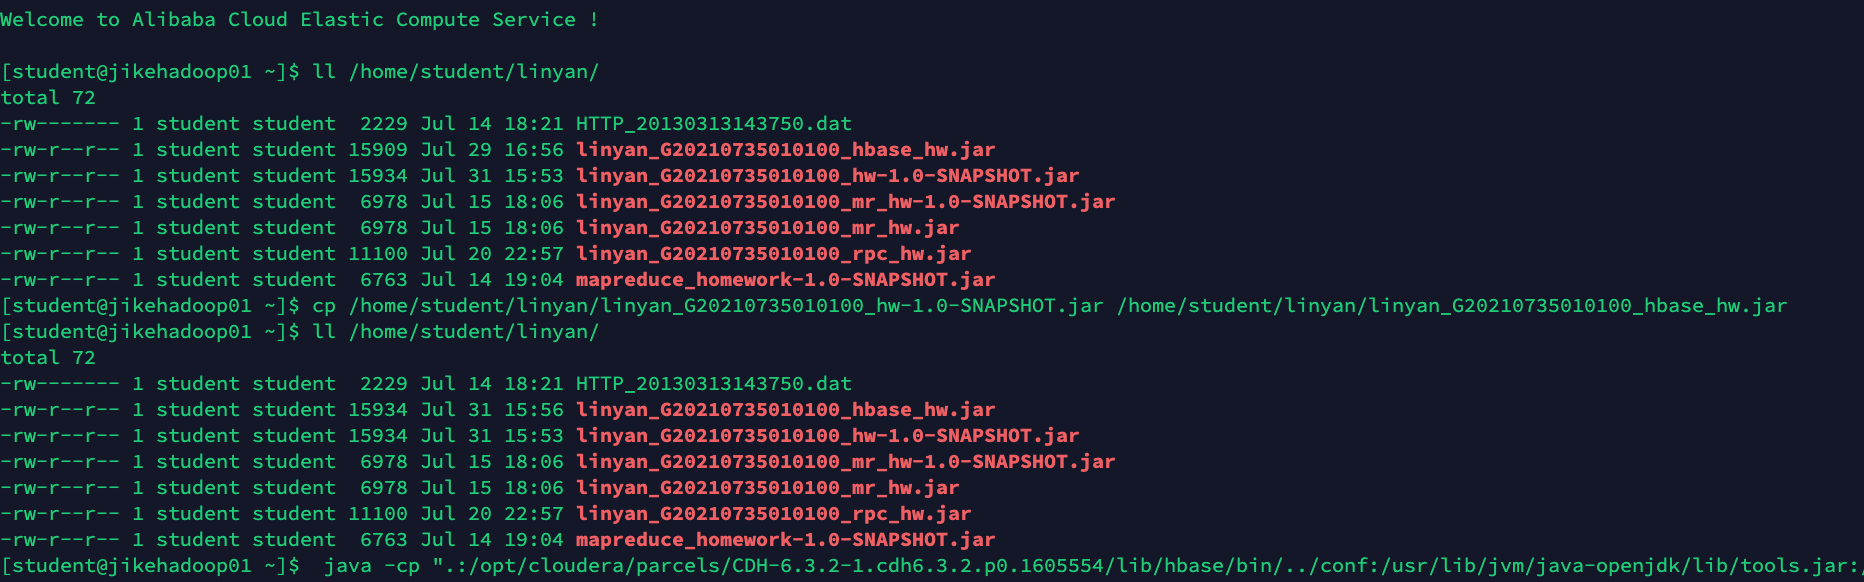 Welcome to Alibaba Cloud Elastic Compute Service !
[student@jikehadoop01 ~]$ ll /home/student/linyan/
total 72
-rw------- 1 student student  2229 Jul 14 18:21 HTTP_20130313143750.dat
-rw-r--r-- 1 student student 15909 Jul 29 16:56 linyan_G20210735010100_hbase_hw.jar
-rw-r--r-- 1 student student 15934 Jul 31 15:53 linyan_G20210735010100_hw-1.0-SNAPSHOT.jar
-rw-r--r-- 1 student student  6978 Jul 15 18:06 linyan_G20210735010100_mr_hw-1.0-SNAPSHOT.jar
-rw-r--r-- 1 student student  6978 Jul 15 18:06 linyan_G20210735010100_mr_hw.jar
-rw-r--r-- 1 student student 11100 Jul 20 22:57 linyan_G20210735010100_rpc_hw.jar
-rw-r--r-- 1 student student  6763 Jul 14 19:04 mapreduce_homework-1.0-SNAPSHOT.jar
[student@jikehadoop01 ~]$ cp /home/student/linyan/linyan_G20210735010100_hw-1.0-SNAPSHOT.jar /home/student/linyan/linyan_G20210735010100_hbase_hw.jar
[student@jikehadoop01 ~]$ ll /home/student/linyan/
total 72
-rw------- 1 student student  2229 Jul 14 18:21 HTTP_20130313143750.dat
-rw-r--r-- 1 student student 15934 Jul 31 15:56 linyan_G20210735010100_hbase_hw.jar
-rw-r--r-- 1 student student 15934 Jul 31 15:53 linyan_G20210735010100_hw-1.0-SNAPSHOT.jar
-rw-r--r-- 1 student student  6978 Jul 15 18:06 linyan_G20210735010100_mr_hw-1.0-SNAPSHOT.jar
-rw-r--r-- 1 student student  6978 Jul 15 18:06 linyan_G20210735010100_mr_hw.jar
-rw-r--r-- 1 student student 11100 Jul 20 22:57 linyan_G20210735010100_rpc_hw.jar
-rw-r--r-- 1 student student  6763 Jul 14 19:04 mapreduce_homework-1.0-SNAPSHOT.jar
[student@jikehadoop01 ~]$  java -cp ".:/opt/cloudera/parcels/CDH-6.3.2-1.cdh6.3.2.p0.1605554/lib/hbase/bin/../conf:/usr/lib/jvm/java-openjdk/lib/tools.jar:/